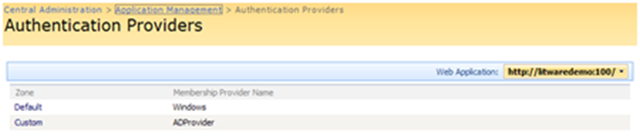 Central Administration > Application Management > Authentication Providers
Authentication Providers
Web Application: http://litwaredemo:100/
Zone Membership Provider Name
Default Windows
Custom ADProvider